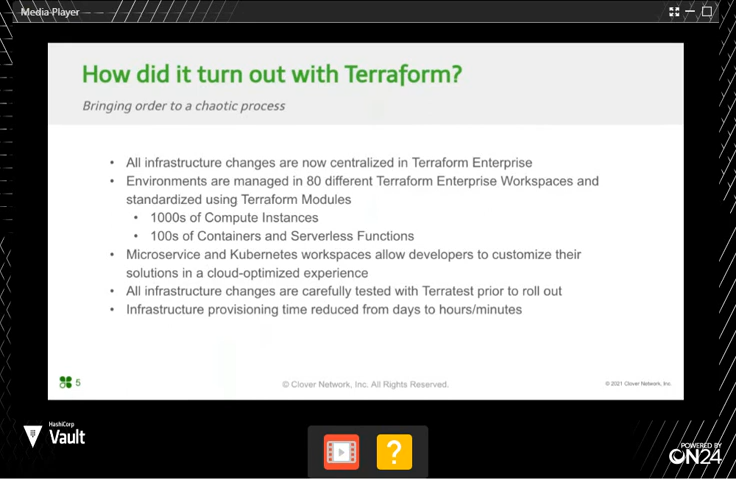 Media Player
How did it turn out with Terraform?
Bringing order to a chaotic process
• All infrastructure changes are now centralized in Terraform Enterprise
• Environments are managed in 80 different Terraform Enterprise Workspaces and
standardized using Terraform Modules
• 1000s of Compute Instances
• 100s of Containers and Serverless Functions
• Microservice and Kubernetes workspaces allow developers to customize their
solutions in a cloud-optimized experience
• All infrastructure changes are carefully tested with Terratest prior to roll out
• Infrastructure provisioning time reduced from days to hours/minutes
5
© Clover Network, Inc. All Rights Reserved.
© 2021 Clover Network, Inc.
HashiCorp
Vault
?
POWERED BY
ON24